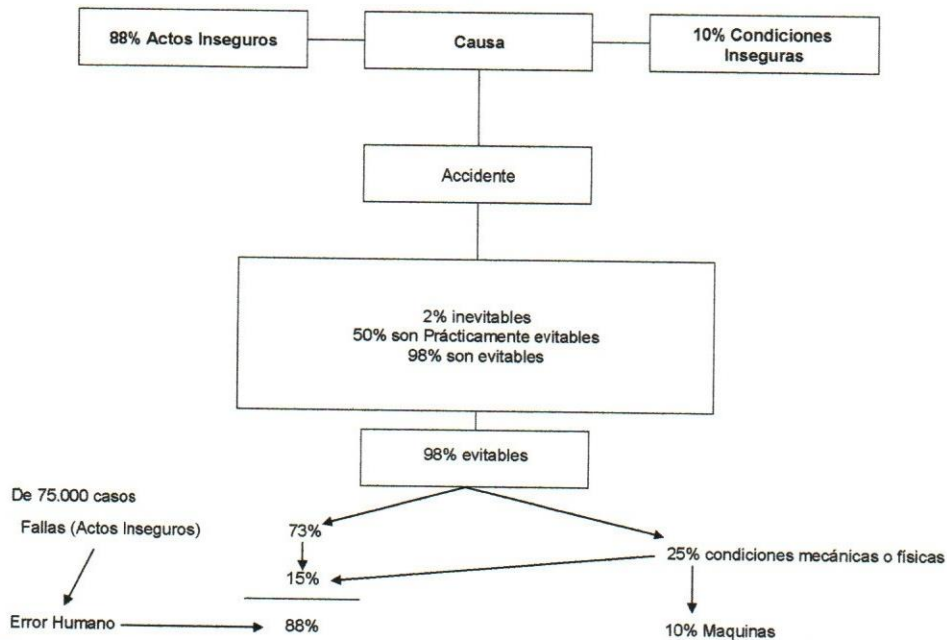 88% Actos Inseguros
Causa
10% Condiciones
Inseguras
Accidente
2% inevitables
50% son Prácticamente evitables
98% son evitables
98% evitables
De 75.000 casos
Fallas (Actos Inseguros)
73%
25% condiciones mecánicas o físicas
15%
Error Humano
88%
10% Maquinas